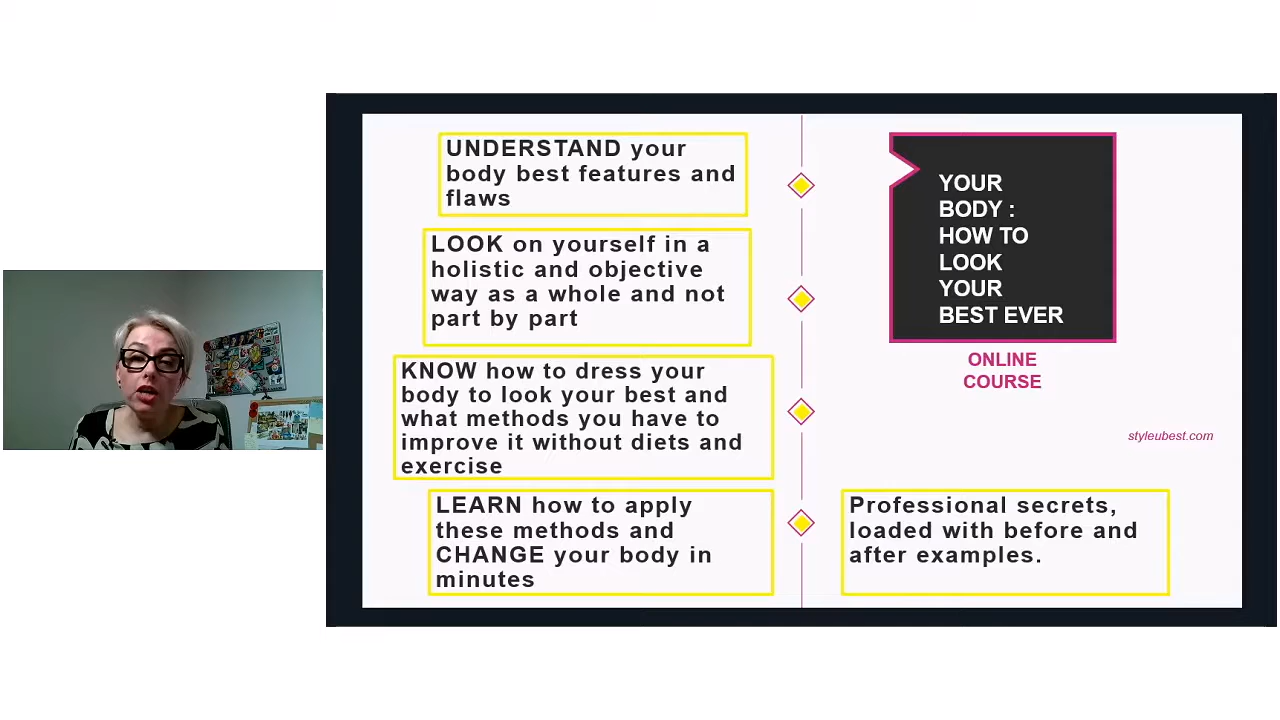 UNDERSTAND your
body best features and
flaws
LOOK on yourself in a
holistic and objective
way as a whole and not
part by part
KNOW how to dress your
body to look your best and
what methods you have to
improve it without diets and
exercise
LEARN how to apply
these methods and
CHANGE your body in
minutes
YOUR
BODY :
HOW TO
LOOK
YOUR
BEST EVER
ONLINE
COURSE
styleubest.com
Professional secrets,
loaded with before and
after examples.